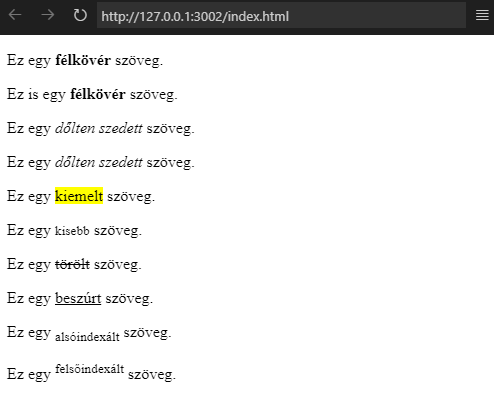 http://127.0.0.1:3002/index.html
Ez egy félkövér szöveg.
Ez is egy félkövér szöveg.
Ez egy dőlten szedett szöveg.
Ez egy dőlten szedett szöveg.
Ez egy kiemelt szöveg.
Ez egy kisebb szöveg.
Ez egy törölt szöveg.
Ez egy beszúrt szöveg.
Ez egy alsóindexált szöveg.
Ez egy felsőindexált szöveg.